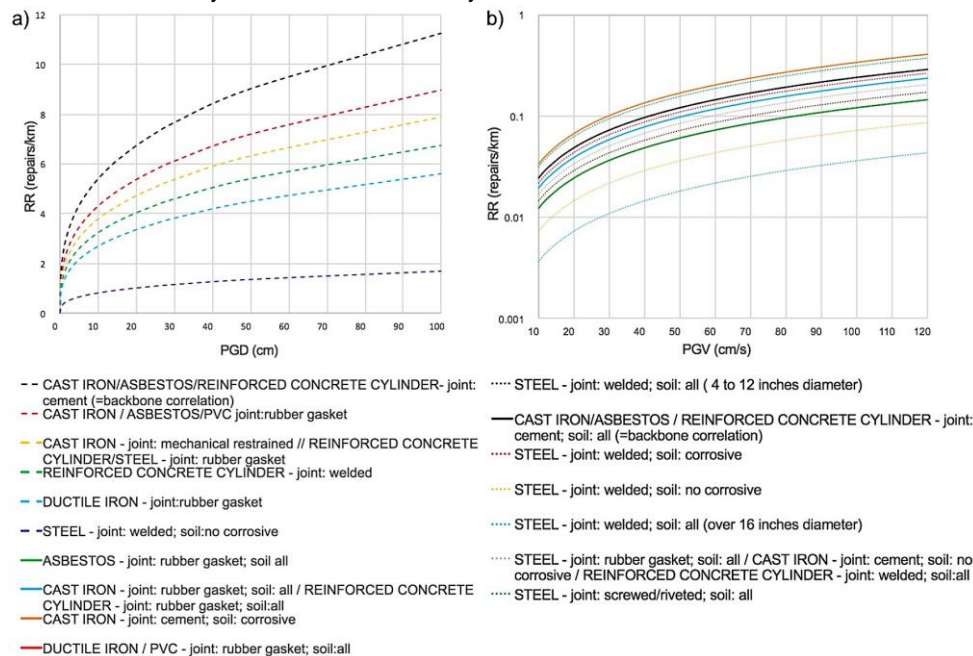 a)
12
10
8
6
4
2
0
RR (repairs/km)
0 10 20 30 40 50 60 70 80 90 100
PGD (cm)
b)
1
0.1
0.01
0.001
RR (repairs/km)
10 20 30 40 50 60 70 80 90 100 110 120
PGV (cm/s)
CAST IRON/ASBESTOS/REINFORCED CONCRETE CYLINDER- joint:
cement (=backbone correlation)
CAST IRON / ASBESTOS/PVC joint:rubber gasket
CAST IRON - joint: mechanical restrained // REINFORCED CONCRETE
CYLINDER/STEEL - joint: rubber gasket
REINFORCED CONCRETE CYLINDER - joint: welded
DUCTILE IRON - joint:rubber gasket
STEEL - joint: welded; soil:no corrosive
ASBESTOS - joint: rubber gasket; soil all
CAST IRON - joint: rubber gasket; soil: all / REINFORCED CONCRETE
CYLINDER - joint: rubber gasket; soil:all
CAST IRON - joint: cement; soil: corrosive
DUCTILE IRON / PVC - joint: rubber gasket; soil:all
STEEL - joint: welded; soil: all ( 4 to 12 inches diameter)
CAST IRON/ASBESTOS / REINFORCED CONCRETE CYLINDER - joint:
cement; soil: all (=backbone correlation)
STEEL - joint: welded; soil: corrosive
STEEL - joint: welded; soil: no corrosive
STEEL - joint: welded; soil: all (over 16 inches diameter)
STEEL - joint: rubber gasket; soil: all / CAST IRON - joint: cement; soil: no
corrosive / REINFORCED CONCRETE CYLINDER - joint: welded; soil:all
STEEL - joint: screwed/riveted; soil: all